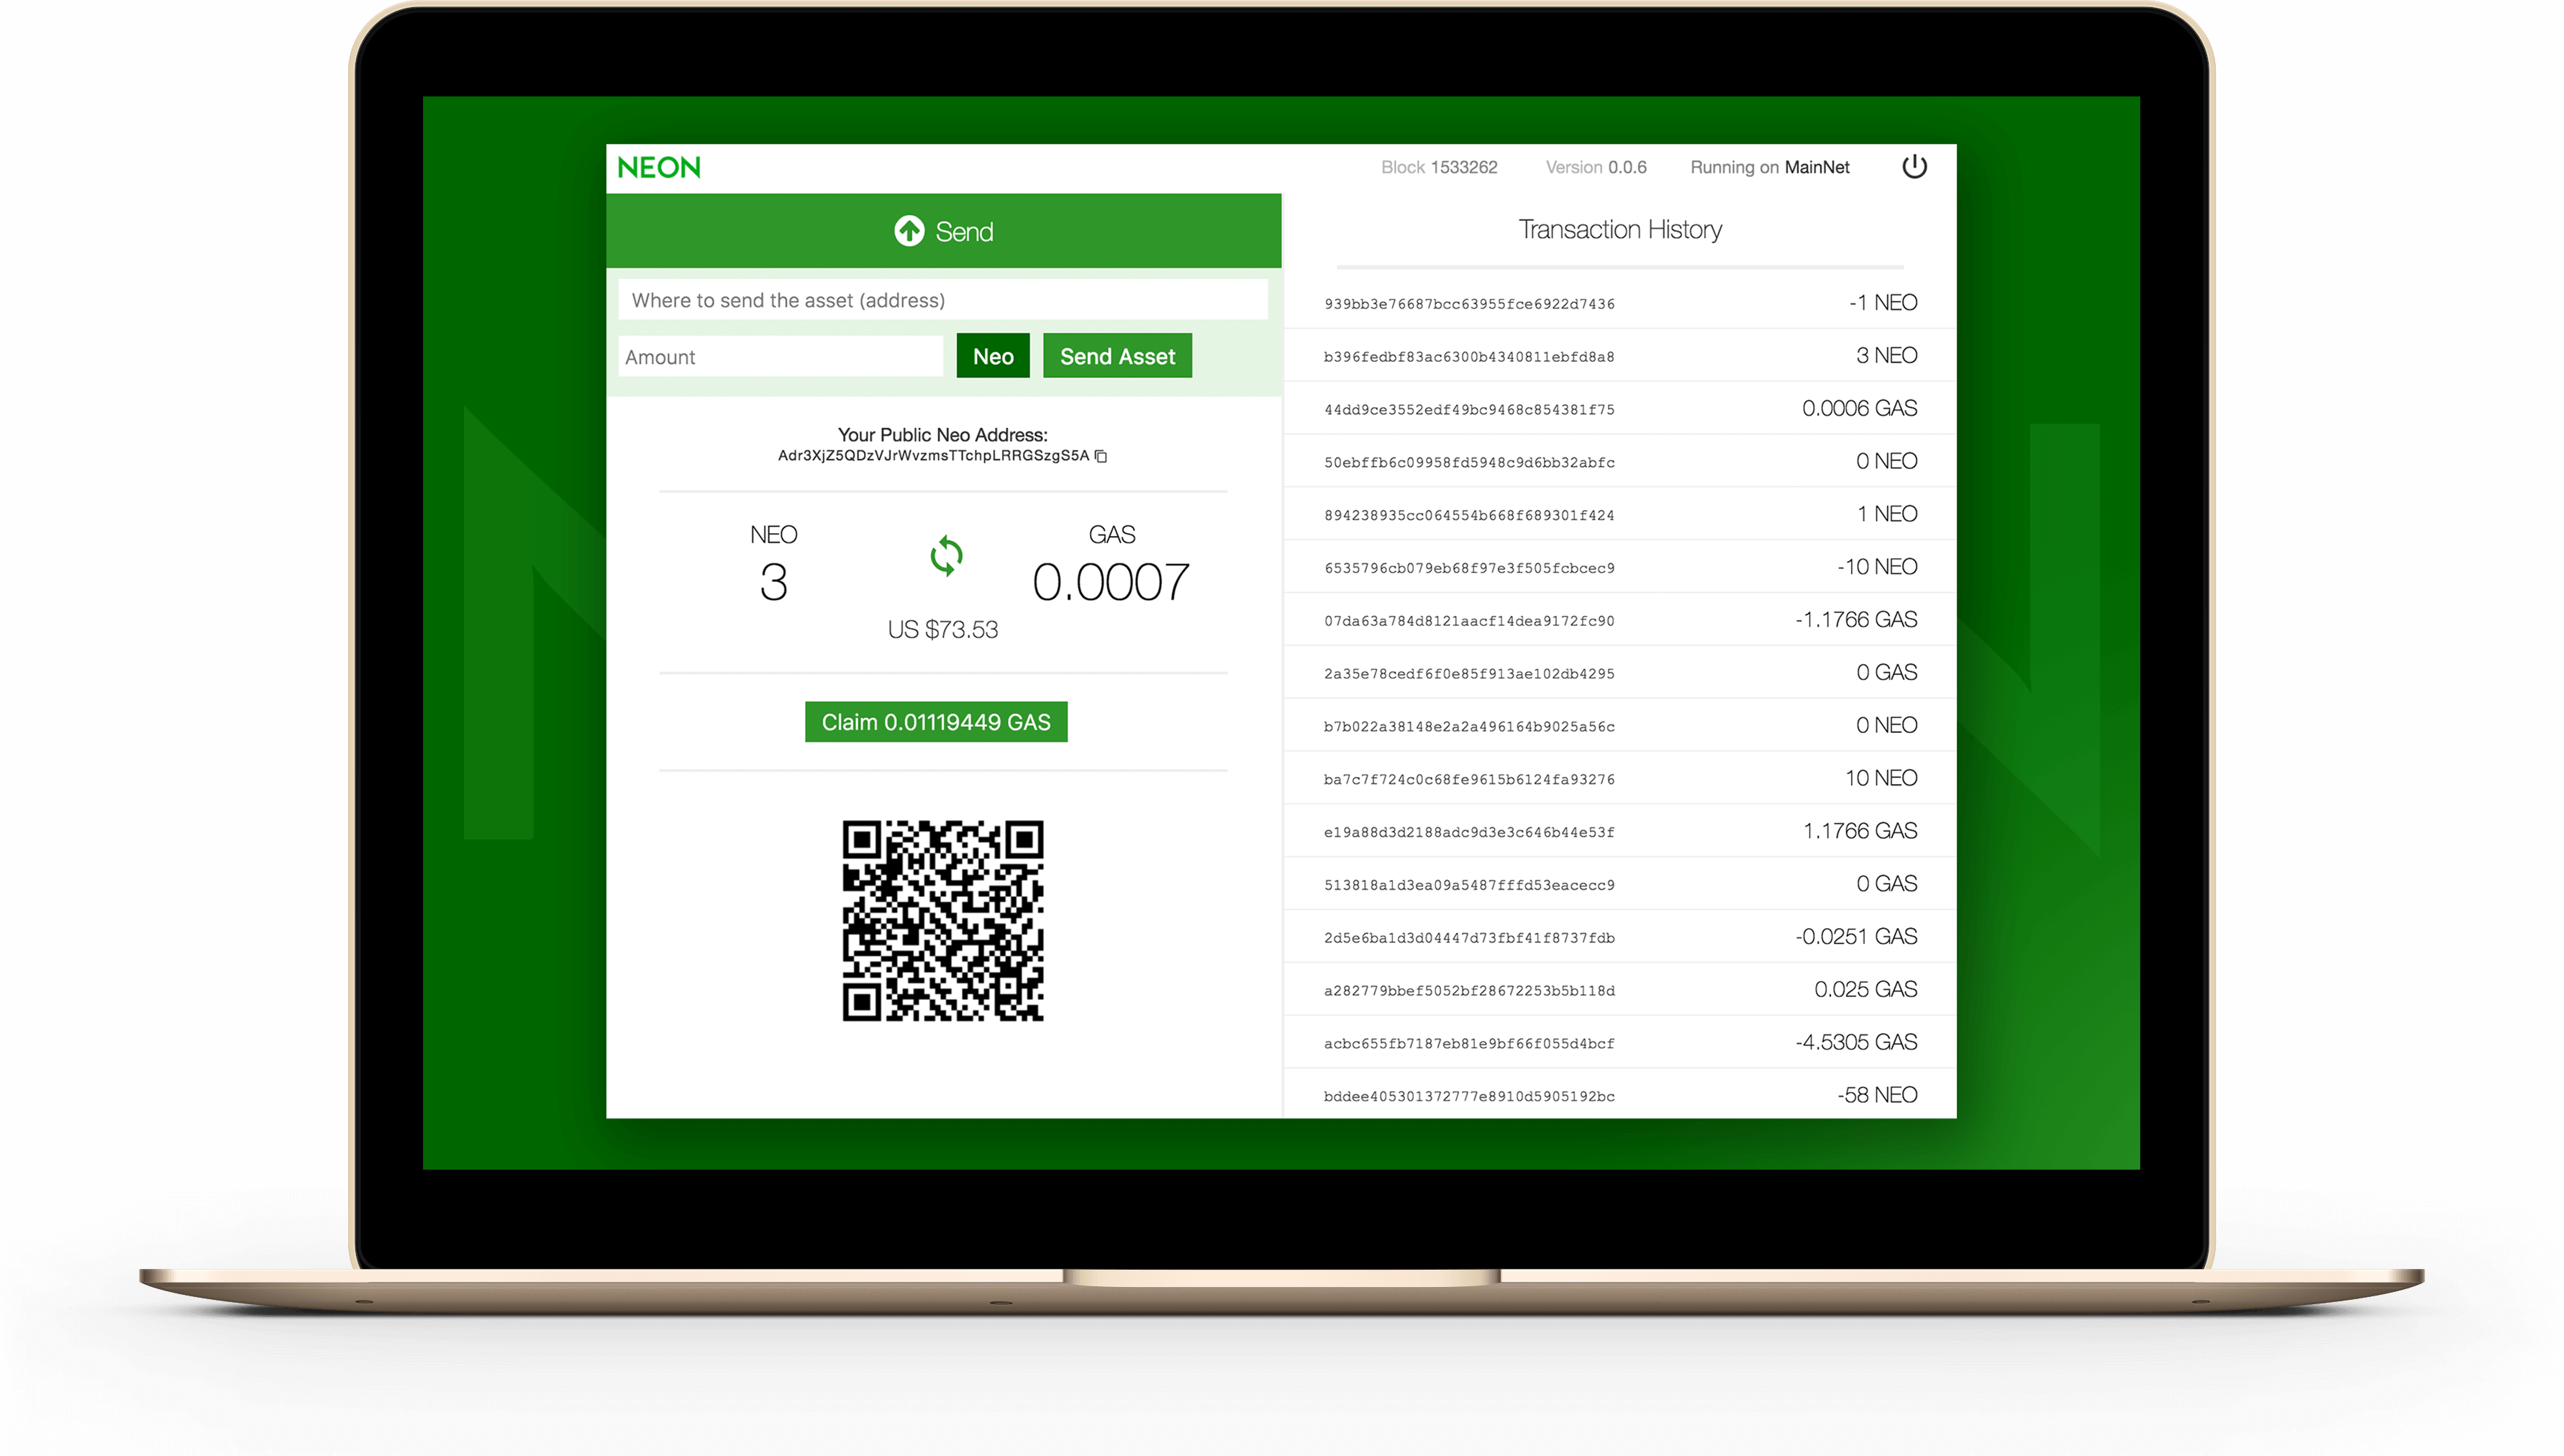 NEON
Block 1533262 Version 0.0.6 Running on MainNet
Send
Where to send the asset (address)
Amount Neo Send Asset
Your Public Neo Address:
Adr3XjZ5QDzVJrWvzmsTTchpLRRGSzgS5A
NEO GAS
3 0.0007
US $73.53
Claim 0.01119449 GAS
Transaction History
939bb3e76687bcc63955fce6922d7436 -1 NEO
b396fedbf83ac6300b4340811ebfd8a8 3 NEO
44dd9ce3552edf49bc9468c854381f75 0.0006 GAS
50ebffb6c09958fd5948c9d6bb32abfc 0 NEO
894238935cc064554b668f689301f424 1 NEO
6535796cb079eb68f97e3f505fcbcec9 -10 NEO
07da63a784d8121aacf14dea9172fc90 -1.1766 GAS
2a35e78cedf6f0e85f913ae102db4295 0 GAS
b7b022a38148e2a2a496164b9025a56c 0 NEO
ba7c7f724c0c68fe9615b6124fa93276 10 NEO
e19a88d3d2188adc9d3e3c646b44e53f 1.1766 GAS
513818a1d3ea09a5487fffd53eacecc9 0 GAS
2d5e6ba1d3d04447d73fbf41f8737fdb -0.0251 GAS
a282779bbef5052bf28672253b5b118d 0.025 GAS
acbc655fb7187eb81e9bf66f055d4bcf -4.5305 GAS
bddee405301372777e8910d5905192bc -58 NEO